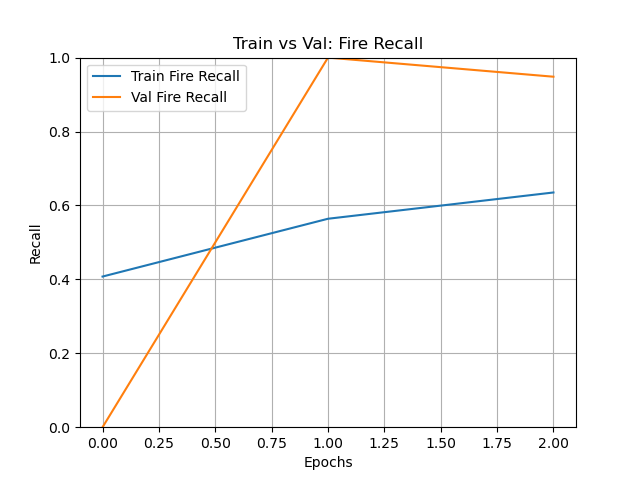 Train vs Val: Fire Recall
Train Fire Recall
Val Fire Recall
1.0
0.8
0.6
0.4
0.2
0.0
Recall
0.00 0.25 0.50 0.75 1.00 1.25 1.50 1.75 2.00
Epochs